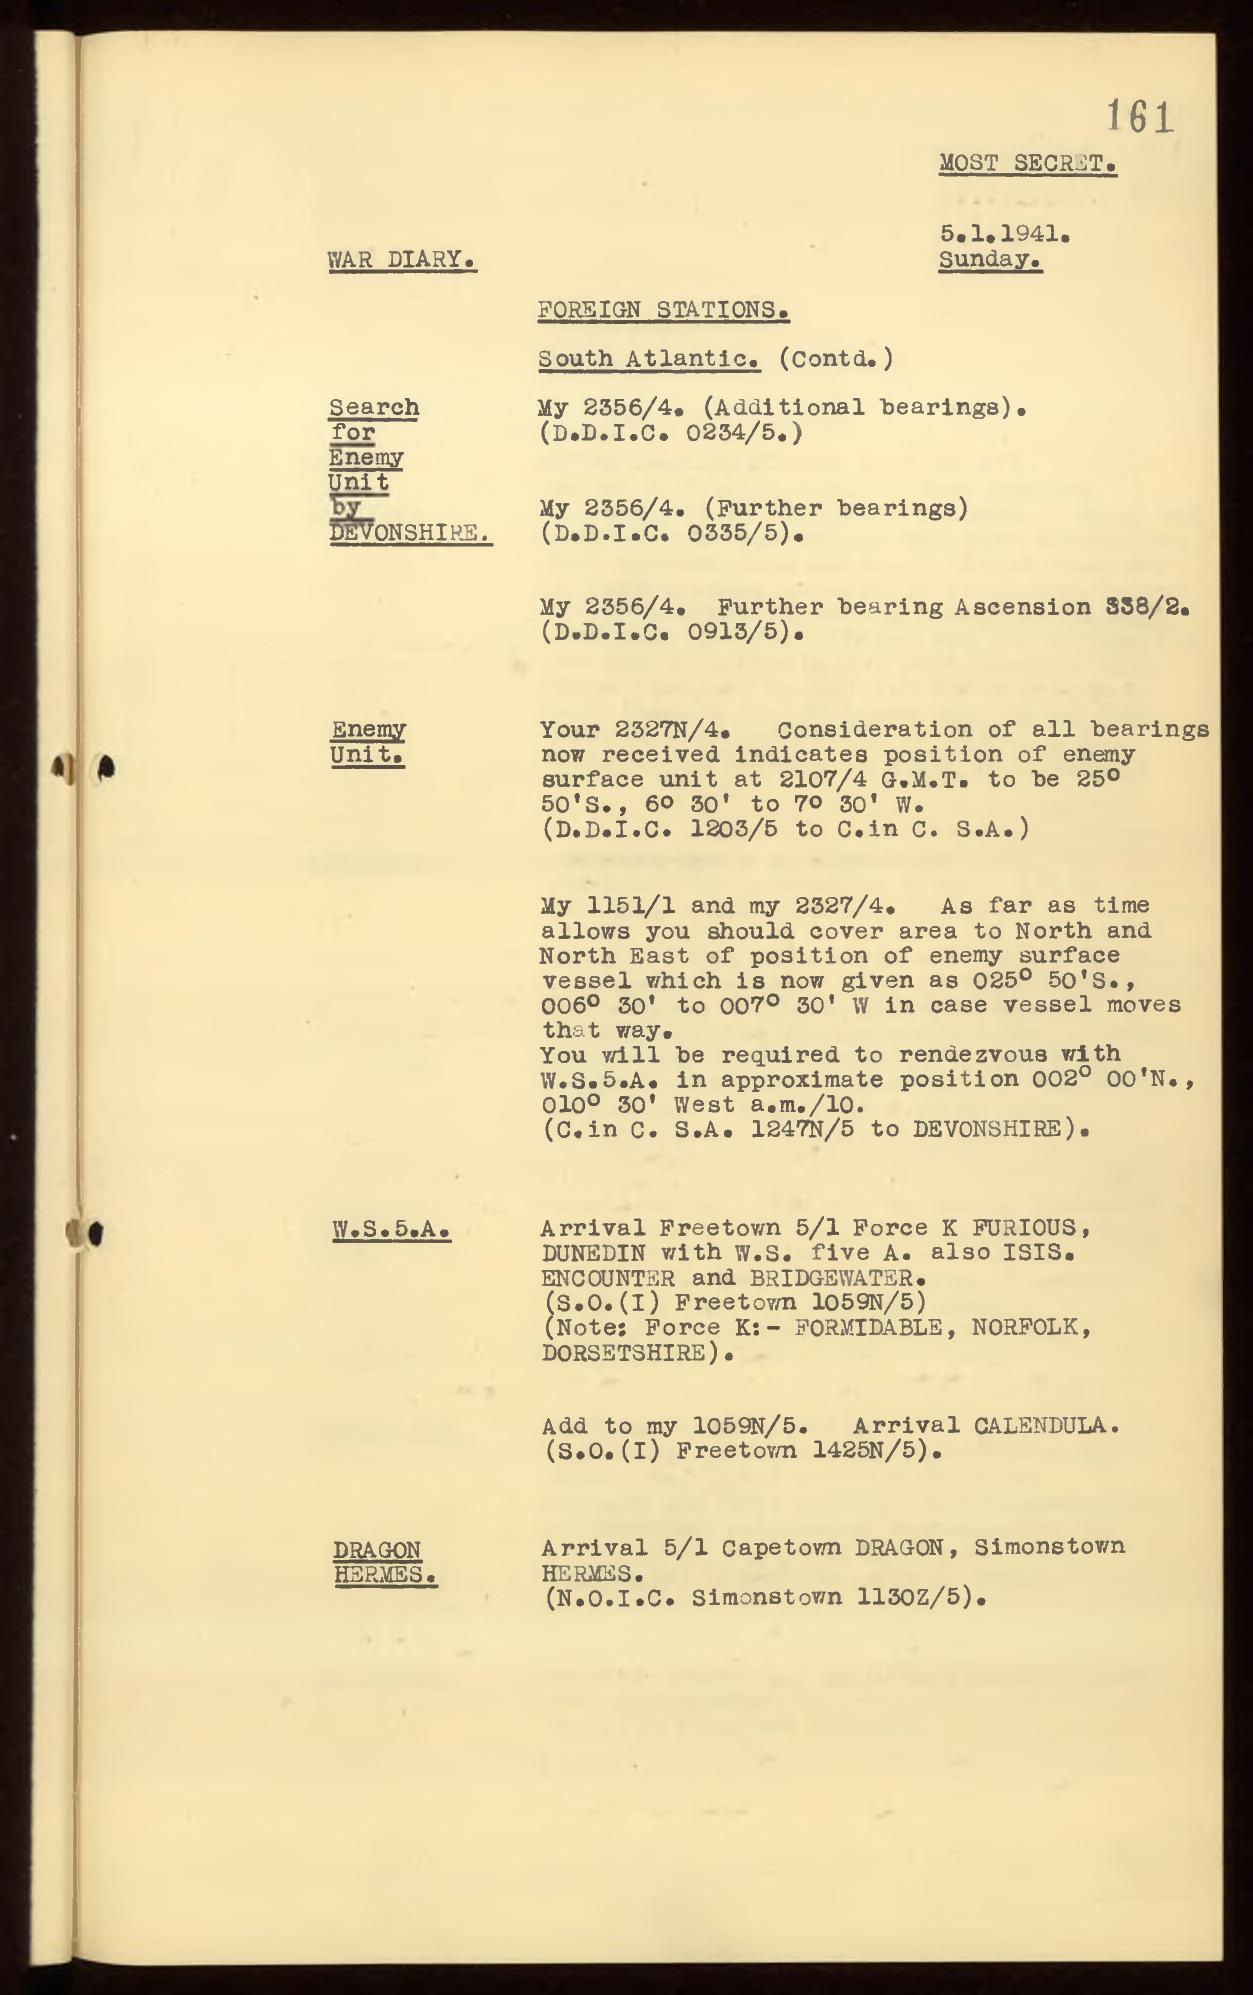 161
MOST SECRET.
5.1.1941.
WAR DIARY. Sunday.
FOREIGN STATIONS.
South Atlantic. (Contd.)
Search My 2356/4. (Additional bearings).
for (D.D.I.C. 0234/5.)
Enemy
Unit
by My 2356/4. (Further bearings)
DEVONSHIRE. (D.D.I.C. 0335/5).
My 2356/4. Further bearing Ascension 338/2.
(D.D.I.C. 0913/5).
Enemy Your 2327N/4. Consideration of all bearings
Unit. now received indicates position of enemy
surface unit at 2107/4 G.M.T. to be 25°
50'S., 6° 30' to 7° 30' W.
(D.D.I.C. 1203/5 to C.in C. S.A.)
My 1151/1 and my 2327/4. As far as time
allows you should cover area to North and
North East of position of enemy surface
vessel which is now given as 025° 50'S.,
006° 30' to 007° 30' W in case vessel moves
that way.
You will be required to rendezvous with
W.S.5.A. in approximate position 002° 00'N.,
010° 30' West a.m./10.
(C.in C. S.A. 1247N/5 to DEVONSHIRE).
W.S.5.A. Arrival Freetown 5/1 Force K FURIOUS,
DUNEDIN with W.S. five A. also ISIS.
ENCOUNTER and BRIDGEWATER.
(S.O.(I) Freetown 1059N/5)
(Note: Force K:- FORMIDABLE, NORFOLK,
DORSETSHIRE).
Add to my 1059N/5. Arrival CALENDULA.
(S.O.(I) Freetown 1425N/5).
DRAGON Arrival 5/1 Capetown DRAGON, Simonstown
HERMES. HERMES.
(N.O.I.C. Simonstown 1130Z/5).